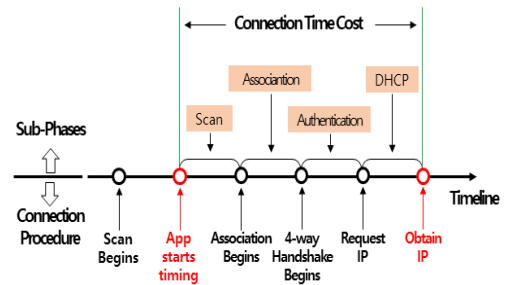 Connection Time Cost
Associantion
DHCP
Scan
Authentication
Sub-Phases
Timeline
Connection
Procedure
Scan
Begins
App
starts
timing
Association
Begins
4-way
Handshake
Begins
Request
IP
Obtain
IP